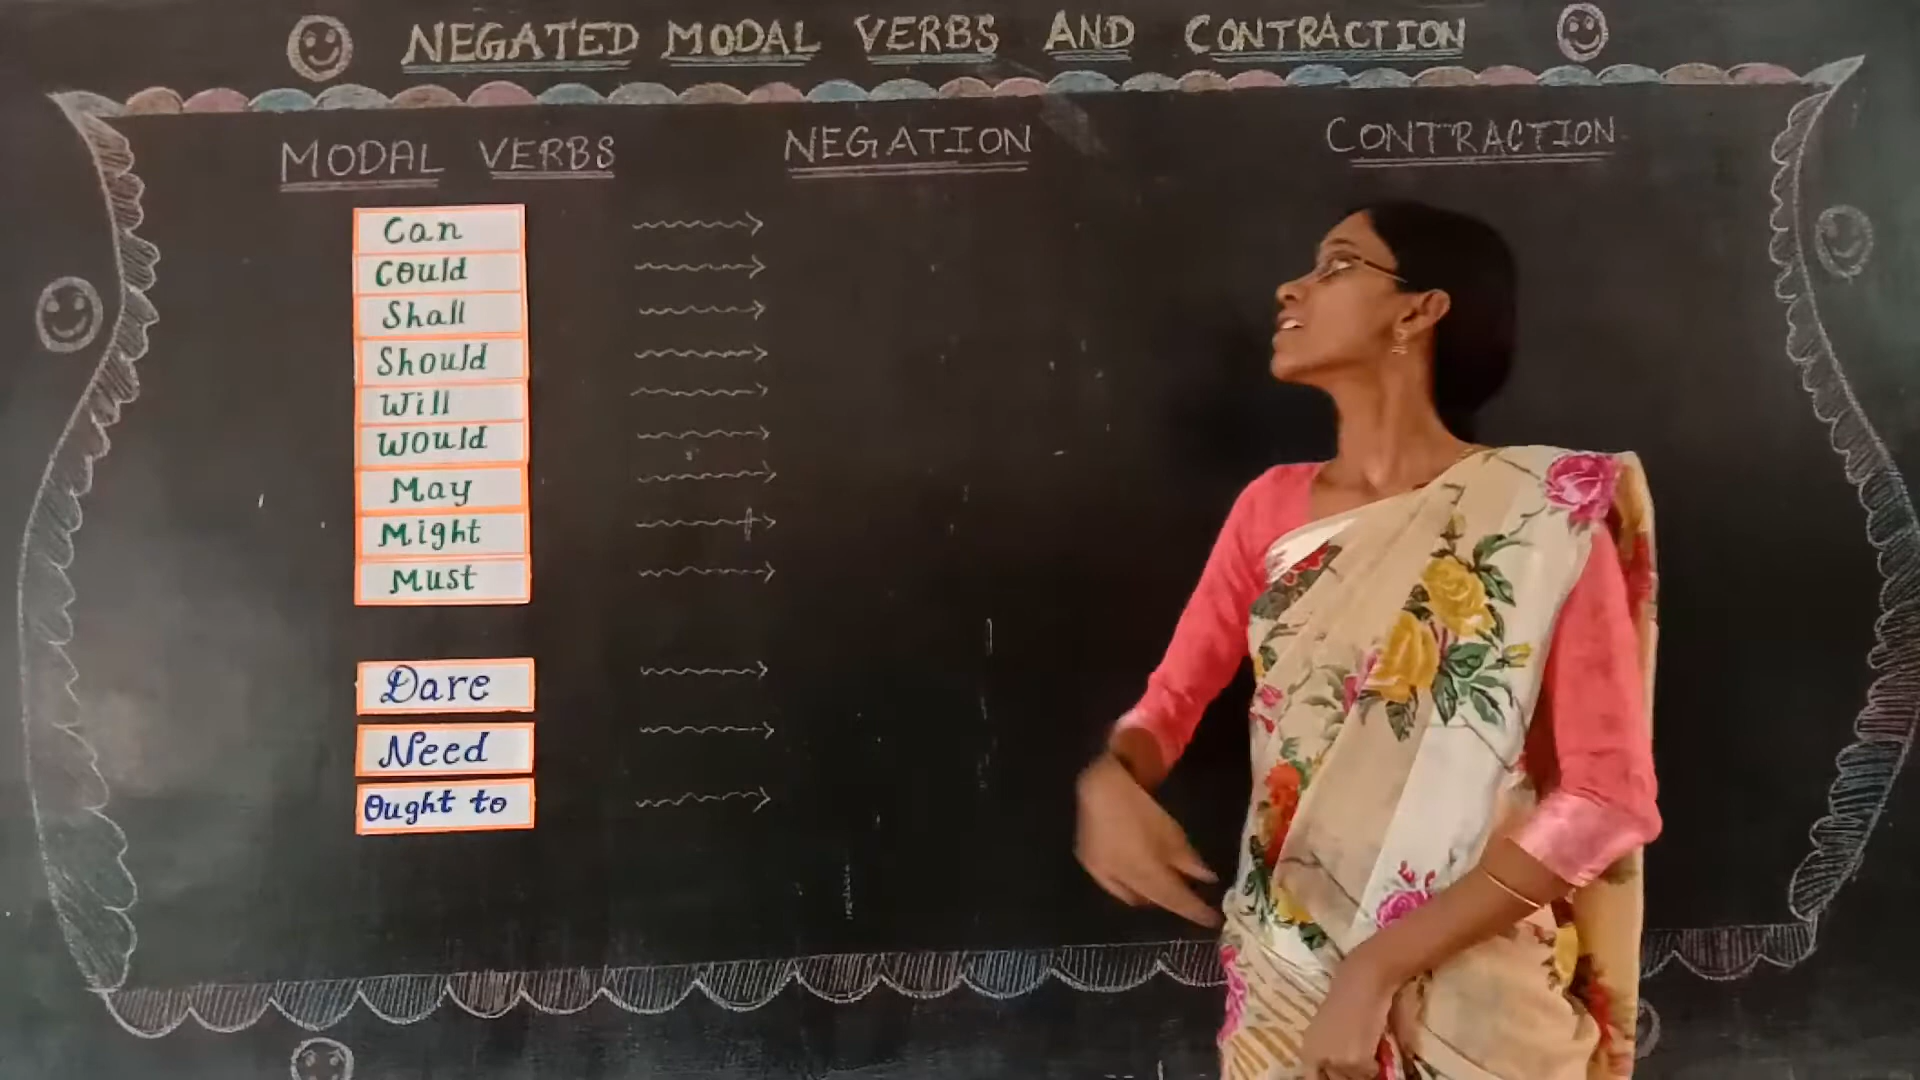 NEGATED MODAL VERBS AND CONTRACTION
MODAL VERBS NEGATION CONTRACTION
Can
Could
Shall
Should
Will
Would
May
Might
Must
Dare
Need
Ought to